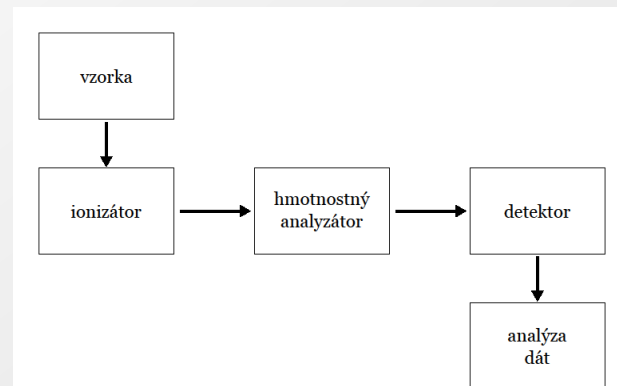 vzorka
ionizátor
hmotnostný
analyzátor
detektor
analýza
dát